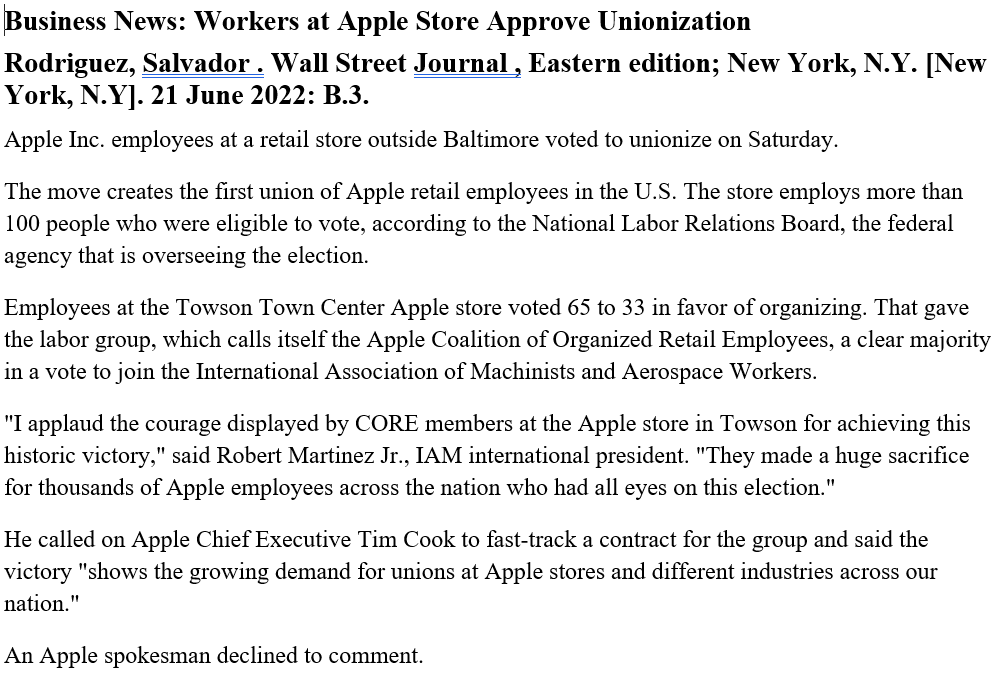 Business News: Workers at Apple Store Approve Unionization
Rodriguez, Salvador . Wall Street Journal , Eastern edition; New York, N.Y. [New
York, N.Y]. 21 June 2022: B.3.
Apple Inc. employees at a retail store outside Baltimore voted to unionize on Saturday.
The move creates the first union of Apple retail employees in the U.S. The store employs more than
100 people who were eligible to vote, according to the National Labor Relations Board, the federal
agency that is overseeing the election.
Employees at the Towson Town Center Apple store voted 65 to 33 in favor of organizing. That gave
the labor group, which calls itself the Apple Coalition of Organized Retail Employees, a clear majority
in a vote to join the International Association of Machinists and Aerospace Workers.
"I applaud the courage displayed by CORE members at the Apple store in Towson for achieving this
historic victory," said Robert Martinez Jr., IAM international president. "They made a huge sacrifice
for thousands of Apple employees across the nation who had all eyes on this election."
He called on Apple Chief Executive Tim Cook to fast-track a contract for the group and said the
victory "shows the growing demand for unions at Apple stores and different industries across our
nation."
An Apple spokesman declined to comment.